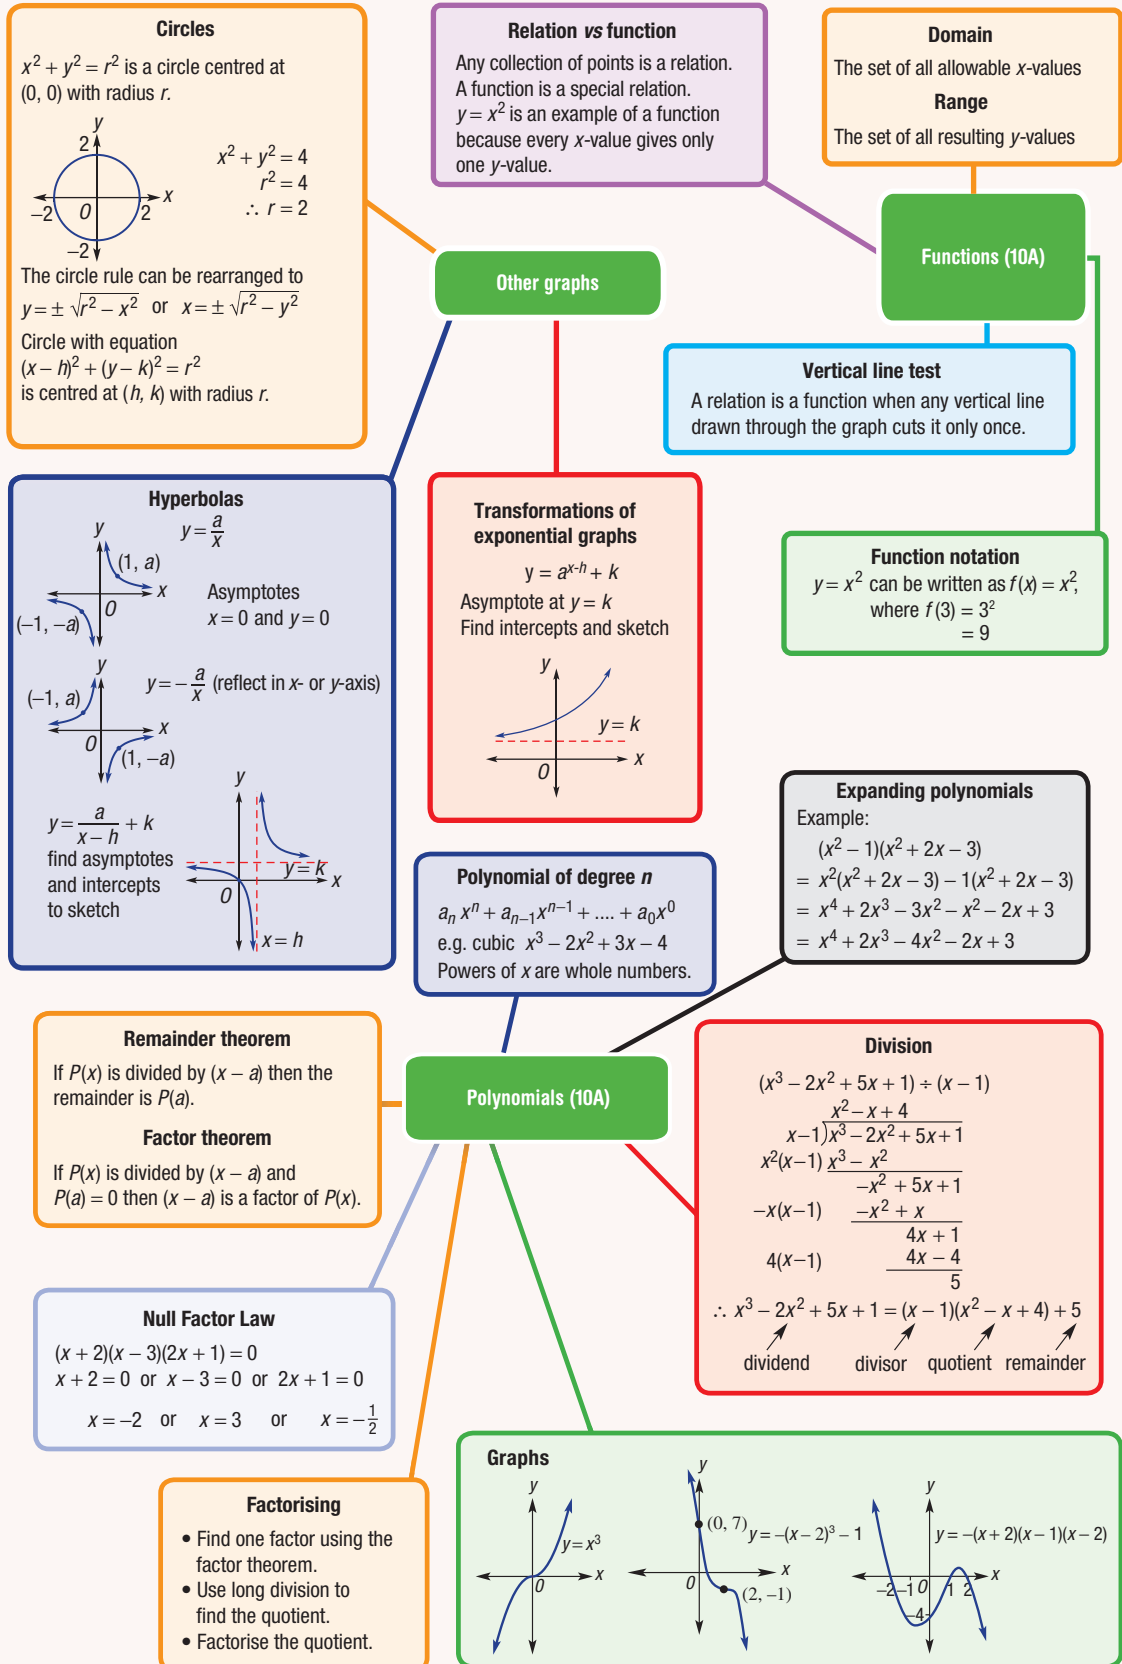 Circles
x² + y² = r² is a circle centred at
(0, 0) with radius r.
y
2
x² + y² = 4
r² = 4
∴ r = 2
x
−2
0
2
−2
The circle rule can be rearranged to
y = ± √(r² − x²) or x = ± √(r² − y²)
Circle with equation
(x − h)² + (y − k)² = r²
is centred at (h, k) with radius r.
Relation vs function
Any collection of points is a relation.
A function is a special relation.
y = x² is an example of a function
because every x-value gives only
one y-value.
Domain
The set of all allowable x-values
Range
The set of all resulting y-values
Other graphs
Functions (10A)
Vertical line test
A relation is a function when any vertical line
drawn through the graph cuts it only once.
Hyperbolas
y = a/x
y
(1, a)
x
0
(−1, −a)
Asymptotes
x = 0 and y = 0
y
y = −a/x (reflect in x- or y-axis)
(−1, a)
x
0
(1, −a)
y = a/(x − h) + k
find asymptotes
and intercepts
to sketch
y
y = k
x
0
x = h
Transformations of
exponential graphs
y = a^(x-h) + k
Asymptote at y = k
Find intercepts and sketch
y
y = k
x
0
Function notation
y = x² can be written as f(x) = x²,
where f(3) = 3²
= 9
Polynomial of degree n
aₙ xⁿ + aₙ₋₁xⁿ⁻¹ + .... + a₀x⁰
e.g. cubic x³ − 2x² + 3x − 4
Powers of x are whole numbers.
Expanding polynomials
Example:
(x² − 1)(x² + 2x − 3)
= x²(x² + 2x − 3) − 1(x² + 2x − 3)
= x⁴ + 2x³ − 3x² − x² − 2x + 3
= x⁴ + 2x³ − 4x² − 2x + 3
Remainder theorem
If P(x) is divided by (x − a) then the
remainder is P(a).
Factor theorem
If P(x) is divided by (x − a) and
P(a) = 0 then (x − a) is a factor of P(x).
Polynomials (10A)
Division
(x³ − 2x² + 5x + 1) ÷ (x − 1)
x² − x + 4
x − 1)x³ − 2x² + 5x + 1
x²(x−1) x³ − x²
−x² + 5x + 1
−x(x−1) −x² + x
4x + 1
4(x−1) 4x − 4
5
∴ x³ − 2x² + 5x + 1 = (x − 1)(x² − x + 4) + 5
dividend divisor quotient remainder
Null Factor Law
(x + 2)(x − 3)(2x + 1) = 0
x + 2 = 0 or x − 3 = 0 or 2x + 1 = 0
x = −2 or x = 3 or x = −1/2
Factorising
• Find one factor using the
factor theorem.
• Use long division to
find the quotient.
• Factorise the quotient.
Graphs
y
y = x³
0
x
y
(0, 7)
y = −(x − 2)³ − 1
x
0
(2, −1)
y
y = −(x + 2)(x − 1)(x − 2)
x
−2 −1 0 1 2
−4